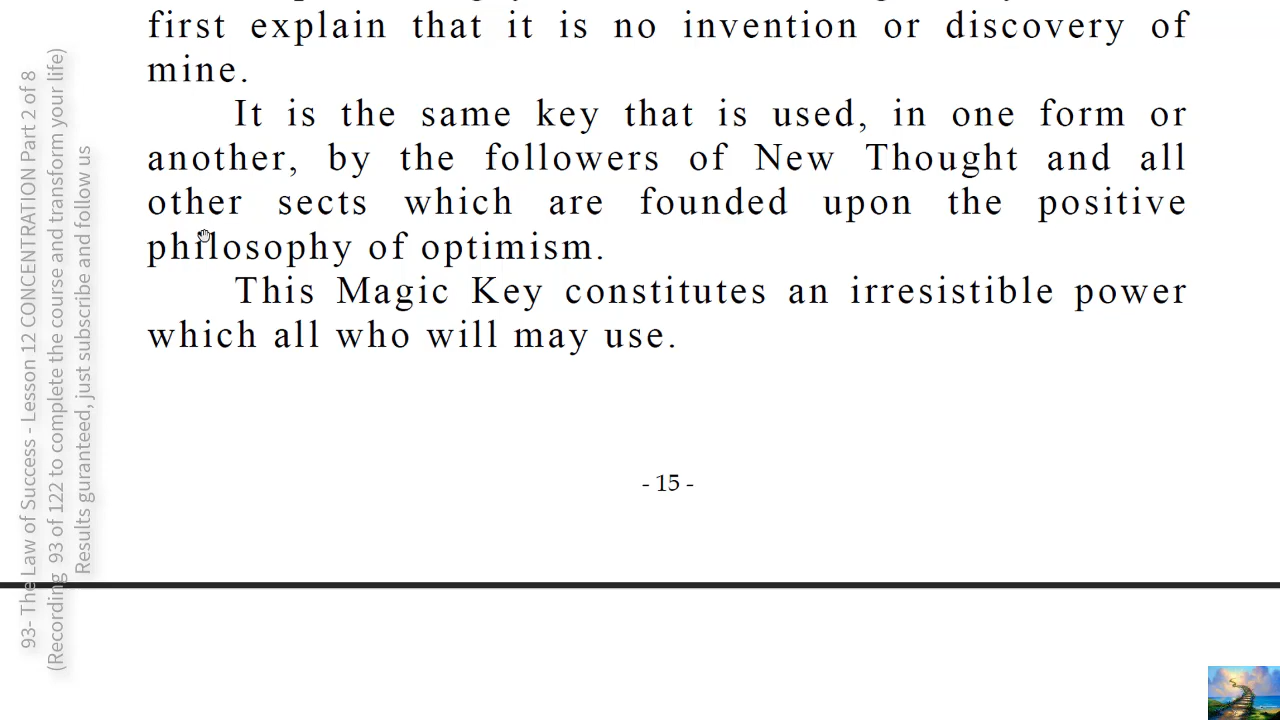 first explain that it is no invention or discovery of
mine.
It is the same key that is used, in one form or
another, by the followers of New Thought and all
other sects which are founded upon the positive
philosophy of optimism.
This Magic Key constitutes an irresistible power
which all who will may use.
- 15 -
93- The Law of Success - Lesson 12 CONCENTRATION Part 2 of 8
(Recording 93 of 122 to complete the course and transform your life)
Results guranteed, just subscribe and follow us